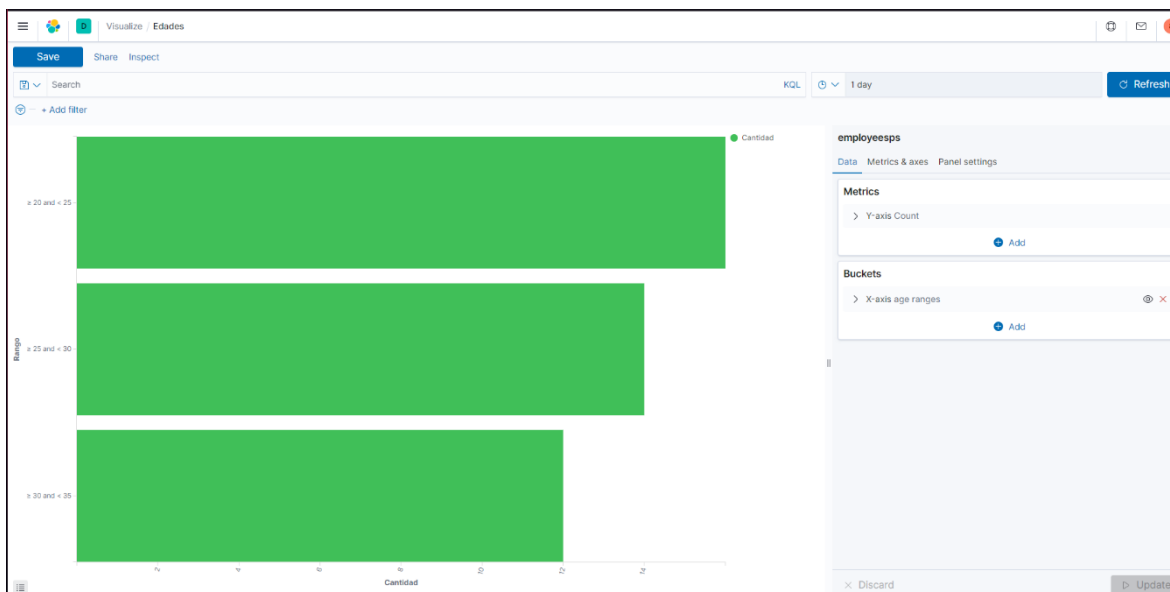 D Visualize / Edades
Save Share Inspect
Search KQL 1 day Refresh
+ Add filter
Cantidad
≥ 20 and < 25
≥ 25 and < 30
≥ 30 and < 35
Rango
2 4 6 8 10 12 14
Cantidad
employeesps
Data Metrics & axes Panel settings
Metrics
Y-axis Count
Add
Buckets
X-axis age ranges
Add
Discard Update